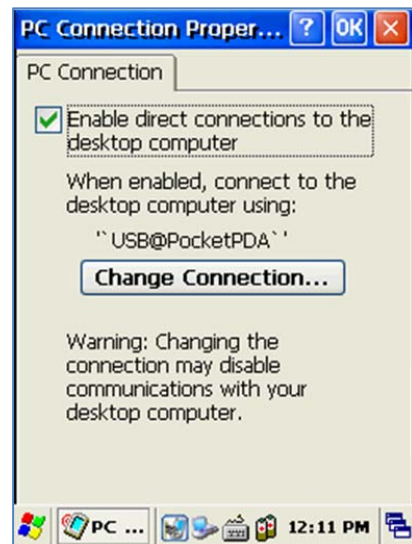 PC Connection Proper... ? OK
PC Connection
Enable direct connections to the
desktop computer
When enabled, connect to the
desktop computer using:
'`USB@PocketPDA`'
Change Connection...
Warning: Changing the
connection may disable
communications with your
desktop computer.
PC ... 12:11 PM